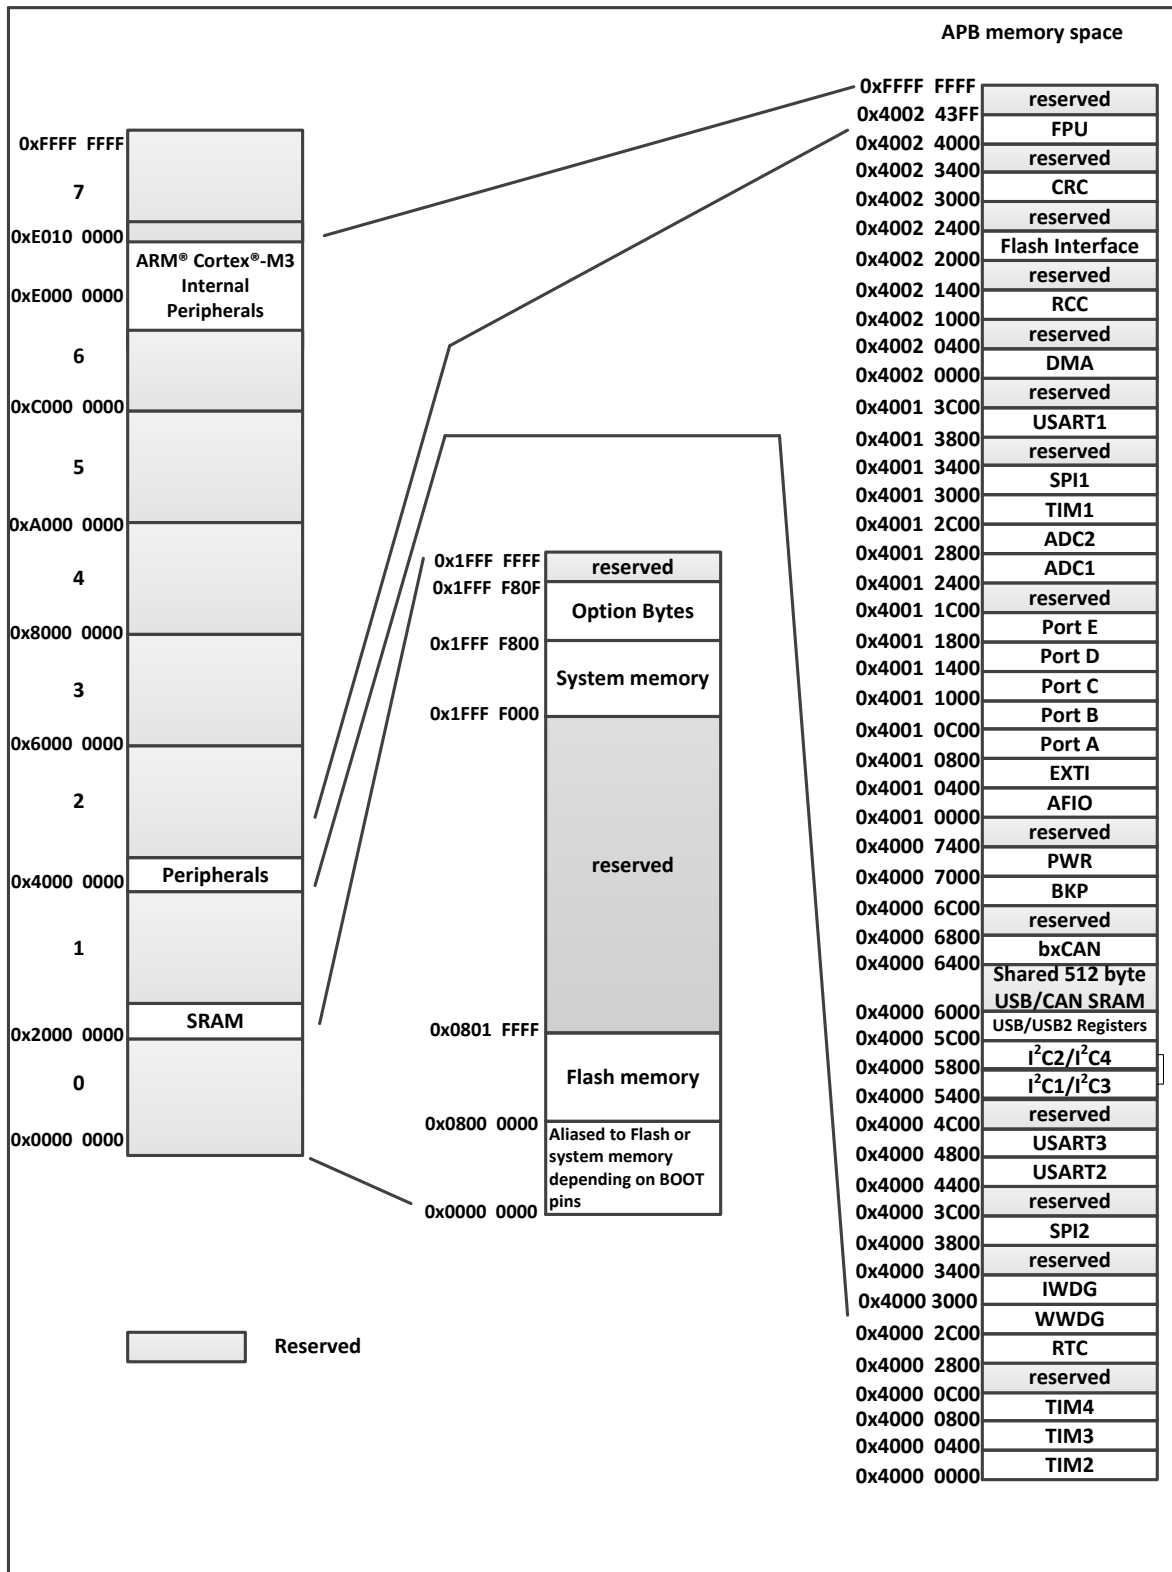 APB memory space
0xFFFF FFFF
7
0xE010 0000
ARM® Cortex®-M3
Internal
Peripherals
0xE000 0000
6
0xC000 0000
5
0xA000 0000
4
0x8000 0000
3
0x6000 0000
2
Peripherals
0x4000 0000
1
SRAM
0x2000 0000
0
0x0000 0000
Reserved
0x1FFF FFFF
reserved
0x1FFF F80F
Option Bytes
0x1FFF F800
System memory
0x1FFF F000
reserved
0x0801 FFFF
Flash memory
0x0800 0000
Aliased to Flash or
system memory
depending on BOOT
pins
0x0000 0000
0xFFFF FFFF
reserved
0x4002 43FF
FPU
0x4002 4000
reserved
0x4002 3400
CRC
0x4002 3000
reserved
0x4002 2400
Flash Interface
0x4002 2000
reserved
0x4002 1400
RCC
0x4002 1000
reserved
0x4002 0400
DMA
0x4002 0000
reserved
0x4001 3C00
USART1
0x4001 3800
reserved
0x4001 3400
SPI1
0x4001 3000
TIM1
0x4001 2C00
ADC2
0x4001 2800
ADC1
0x4001 2400
reserved
0x4001 1C00
Port E
0x4001 1800
Port D
0x4001 1400
Port C
0x4001 1000
Port B
0x4001 0C00
Port A
0x4001 0800
EXTI
0x4001 0400
AFIO
0x4001 0000
reserved
0x4000 7400
PWR
0x4000 7000
BKP
0x4000 6C00
reserved
0x4000 6800
bxCAN
0x4000 6400
Shared 512 byte
USB/CAN SRAM
0x4000 6000
USB/USB2 Registers
0x4000 5C00
I²C2/I²C4
0x4000 5800
I²C1/I²C3
0x4000 5400
reserved
0x4000 4C00
USART3
0x4000 4800
USART2
0x4000 4400
reserved
0x4000 3C00
SPI2
0x4000 3800
reserved
0x4000 3400
IWDG
0x4000 3000
WWDG
0x4000 2C00
RTC
0x4000 2800
reserved
0x4000 0C00
TIM4
0x4000 0800
TIM3
0x4000 0400
TIM2
0x4000 0000